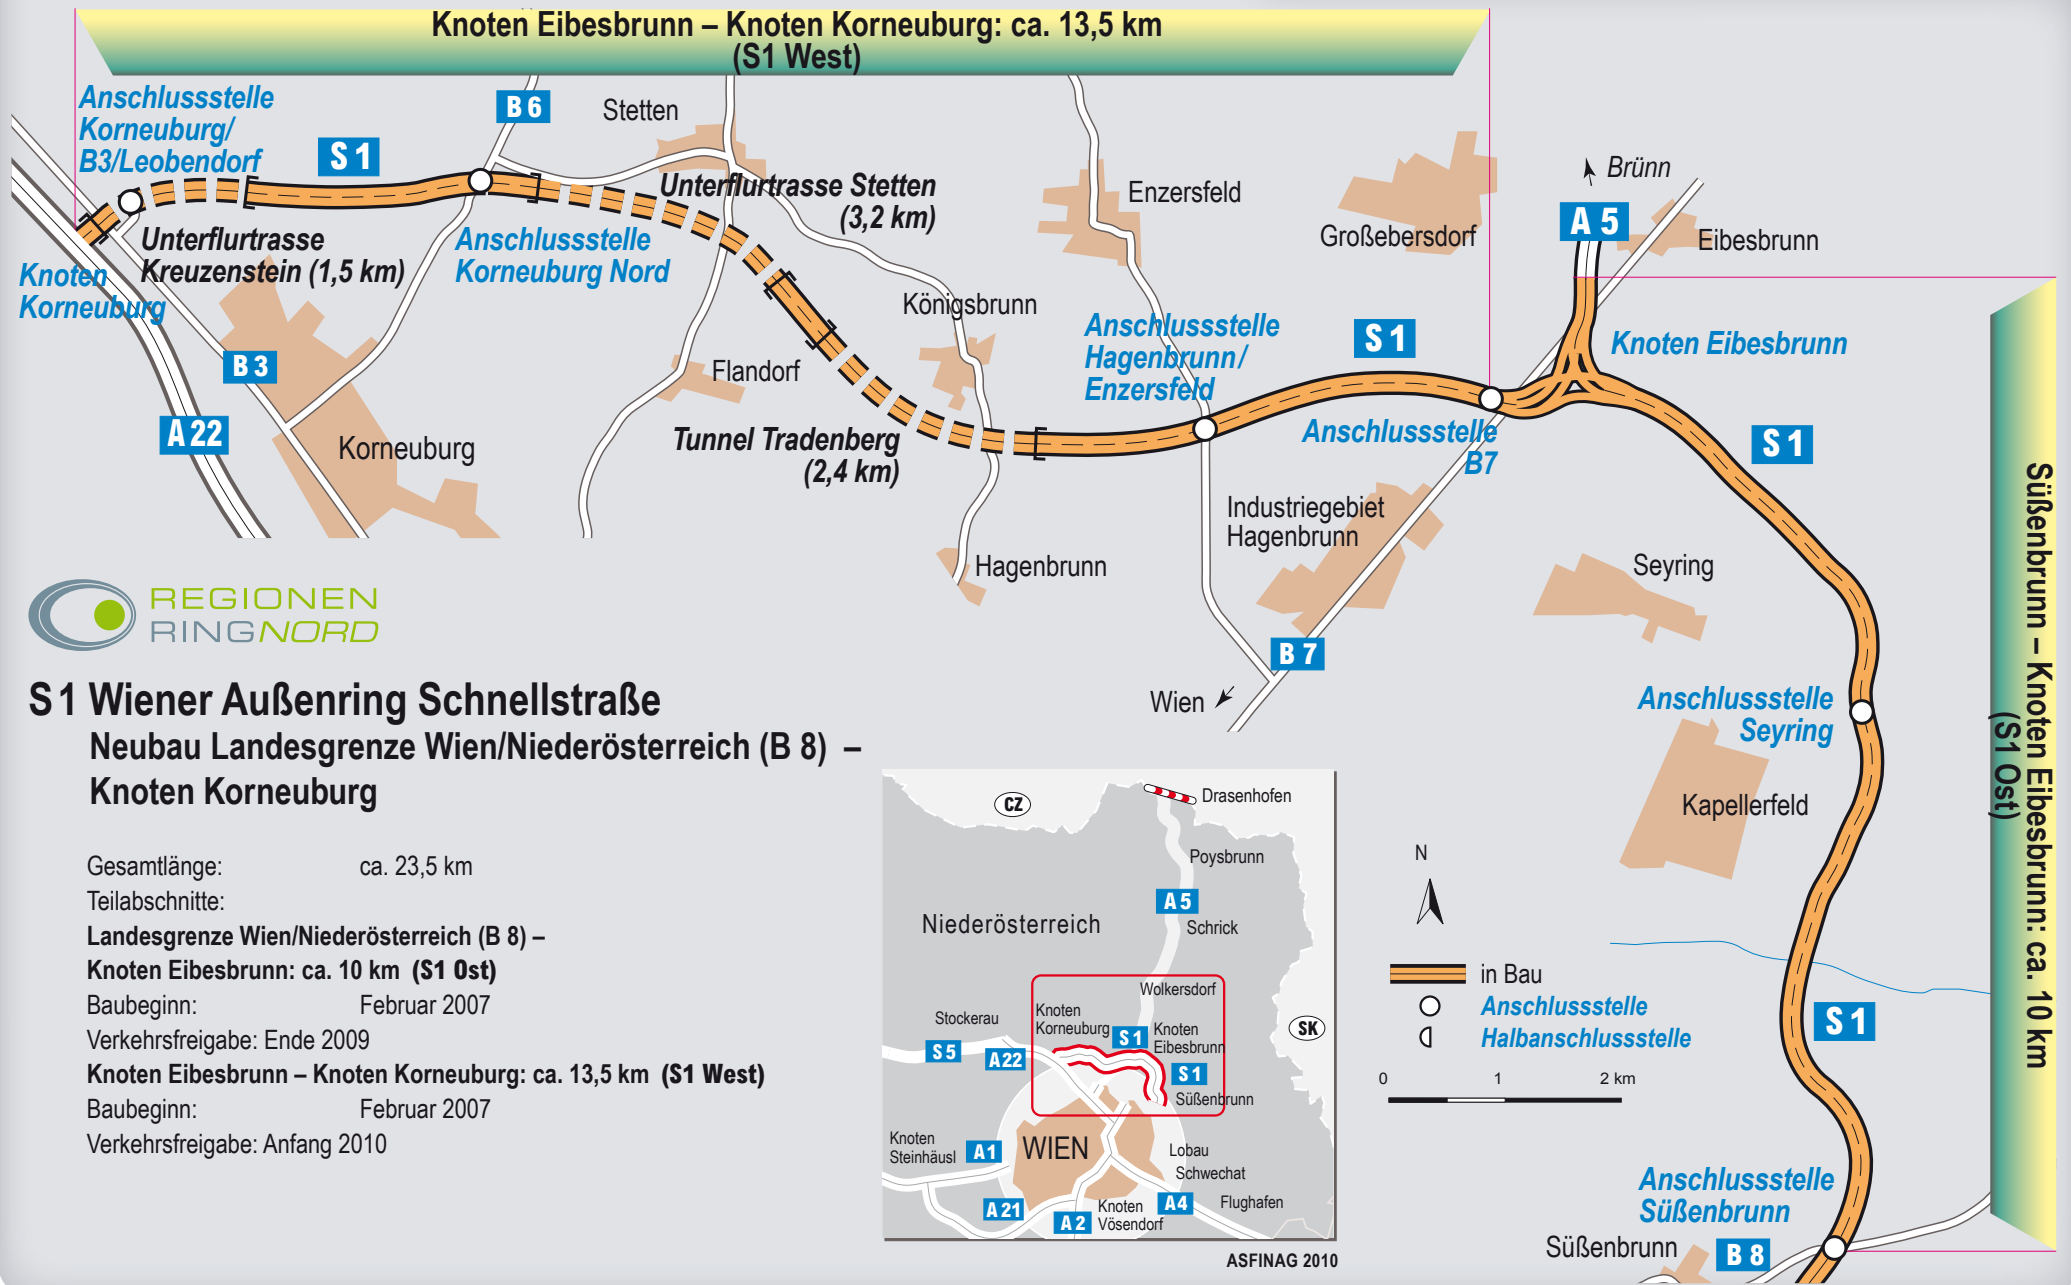 Knoten Eibesbrunn – Knoten Korneuburg: ca. 13,5 km
(S1 West)
Anschlussstelle
Korneuburg/
B3/Leobendorf
S 1
B 6
Stetten
Unterflurtrasse Stetten
(3,2 km)
Enzersfeld
Großebersdorf
Brünn
A 5
Eibesbrunn
Unterflurtrasse
Kreuzenstein (1,5 km)
Anschlussstelle
Korneuburg Nord
Knoten
Korneuburg
Königsbrunn
Anschlussstelle
Hagenbrunn/
Enzersfeld
S 1
Knoten Eibesbrunn
B 3
Flandorf
A 22
Korneuburg
Tunnel Tradenberg
(2,4 km)
Anschlussstelle
B7
S 1
Industriegebiet
Hagenbrunn
Hagenbrunn
Seyring
B 7
Wien
Anschlussstelle
Seyring
Kapellerfeld
Süßenbrunn – Knoten Eibesbrunn: ca. 10 km
(S1 Ost)
REGIONEN
RINGNORD
S 1 Wiener Außenring Schnellstraße
Neubau Landesgrenze Wien/Niederösterreich (B 8) –
Knoten Korneuburg
Gesamtlänge: ca. 23,5 km
Teilabschnitte:
Landesgrenze Wien/Niederösterreich (B 8) –
Knoten Eibesbrunn: ca. 10 km (S1 Ost)
Baubeginn: Februar 2007
Verkehrsfreigabe: Ende 2009
Knoten Eibesbrunn – Knoten Korneuburg: ca. 13,5 km (S1 West)
Baubeginn: Februar 2007
Verkehrsfreigabe: Anfang 2010
CZ
Drasenhofen
Poysbrunn
A 5
Schrick
Niederösterreich
Wolkersdorf
Knoten
Korneuburg
Stockerau
S 1
Knoten
Eibesbrunn
SK
S 5
A 22
S 1
Süßenbrunn
Knoten
Steinhäusl
A 1
WIEN
Lobau
Schwechat
A 21
A 2
Knoten
Vösendorf
A 4
Flughafen
ASFINAG 2010
N
in Bau
Anschlussstelle
Halbanschlussstelle
0 1 2 km
S 1
Anschlussstelle
Süßenbrunn
Süßenbrunn
B 8